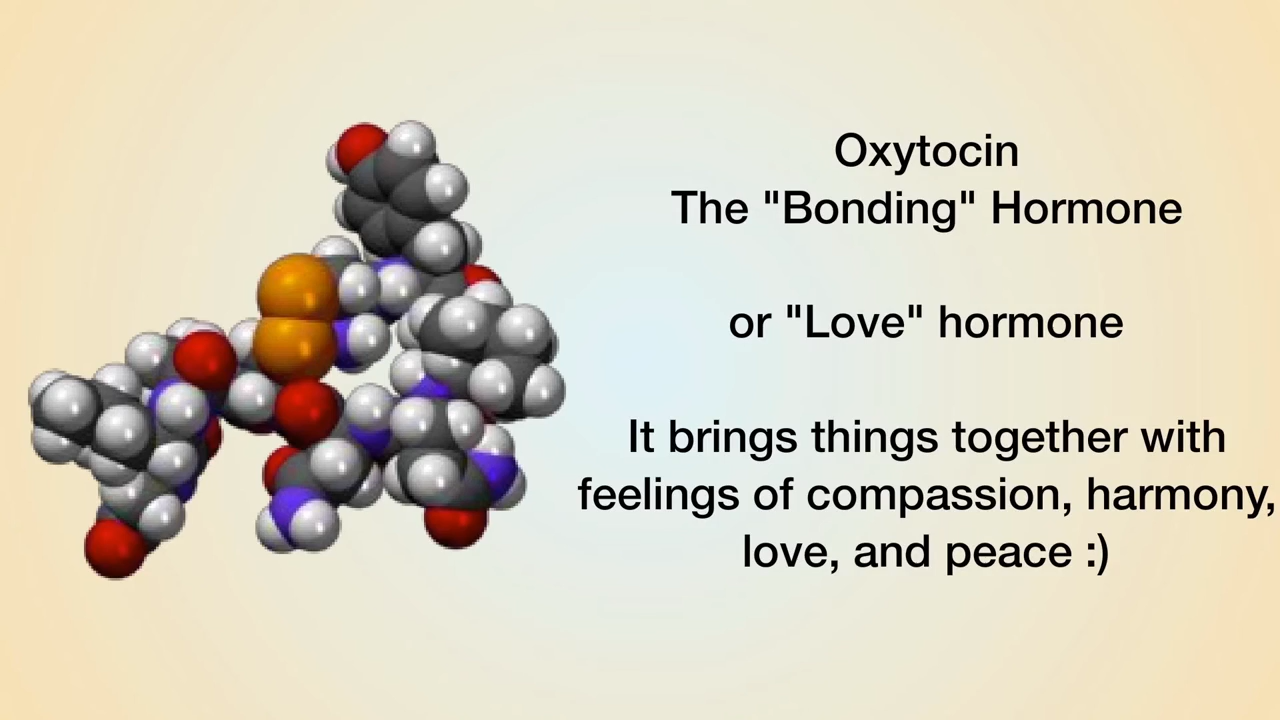 Oxytocin
The "Bonding" Hormone
or "Love" hormone
It brings things together with
feelings of compassion, harmony,
love, and peace :)